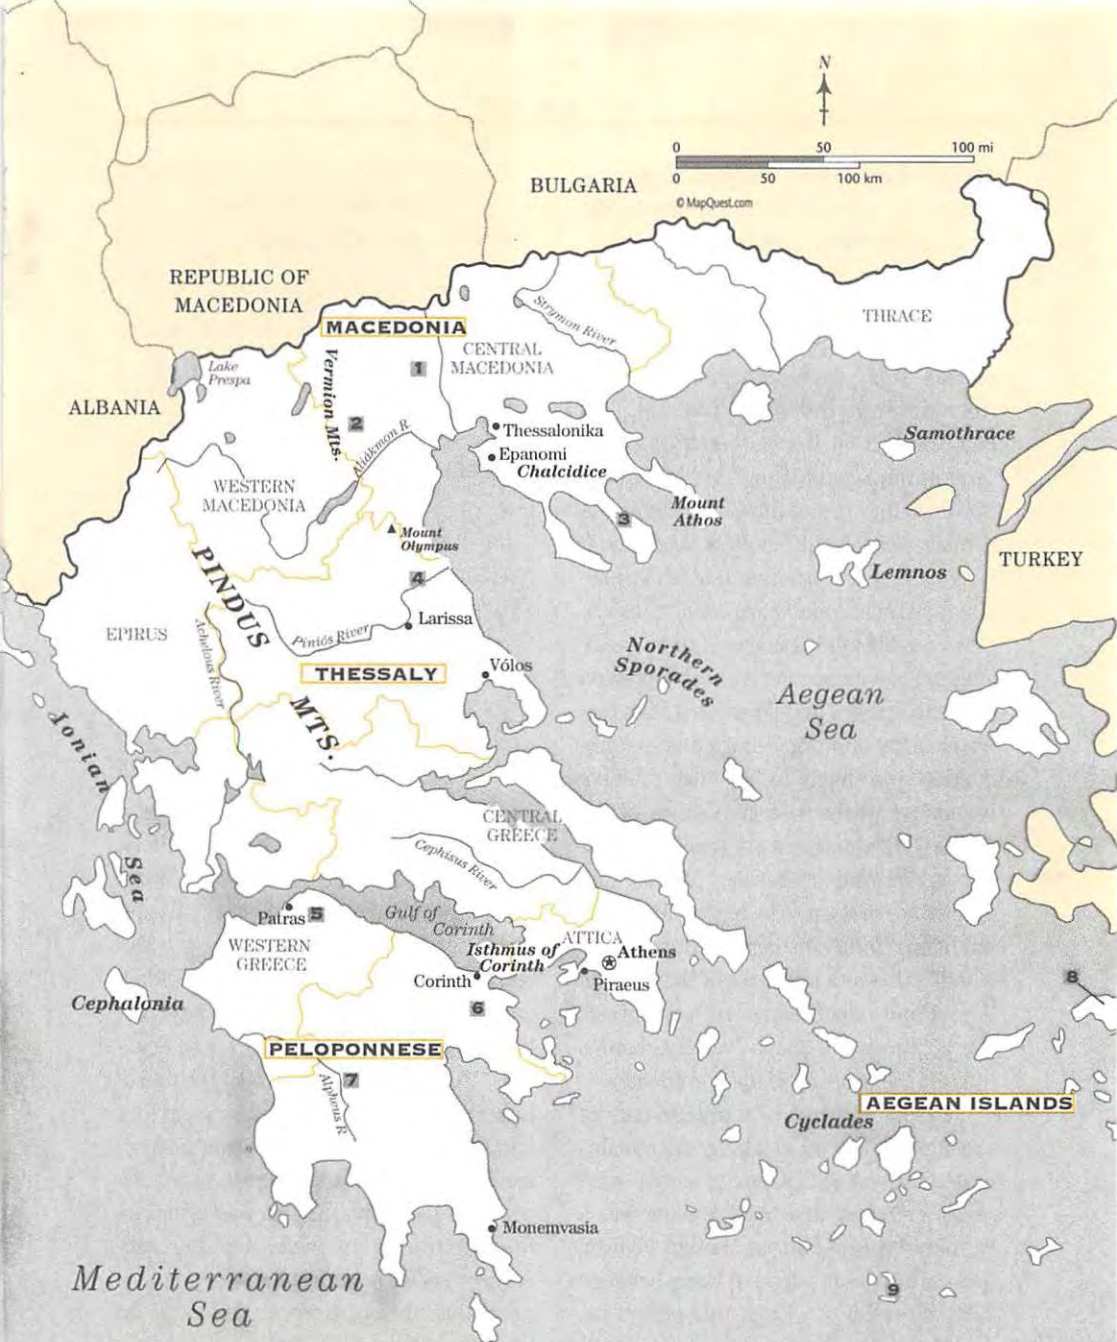 N
0 50 100 mi
0 50 100 km
© MapQuest.com
BULGARIA
REPUBLIC OF
MACEDONIA
THRACE
MACEDONIA
Strymon River
CENTRAL
MACEDONIA
Lake
Prespa
Vermion Mts.
1
ALBANIA
2
Aliákmon R
Thessalonika
Epanomi
Chalcidice
Samothrace
WESTERN
MACEDONIA
Mount
Athos
3
Mount
Olympus
TURKEY
Lemnos
4
PINDUS
MTS.
Larissa
EPIRUS
Achelous River
Piniós River
Northern
Sporades
THESSALY
Vólos
Aegean
Sea
Ionian
Sea
CENTRAL
GREECE
Cephisus River
Patras
5
Gulf of
Corinth
WESTERN
GREECE
Isthmus of
Corinth
ATTICA
Athens
Corinth
Piraeus
8
Cephalonia
6
PELOPONNESE
7
Alpheus R
AEGEAN ISLANDS
Cyclades
Monemvasia
Mediterranean
Sea
9